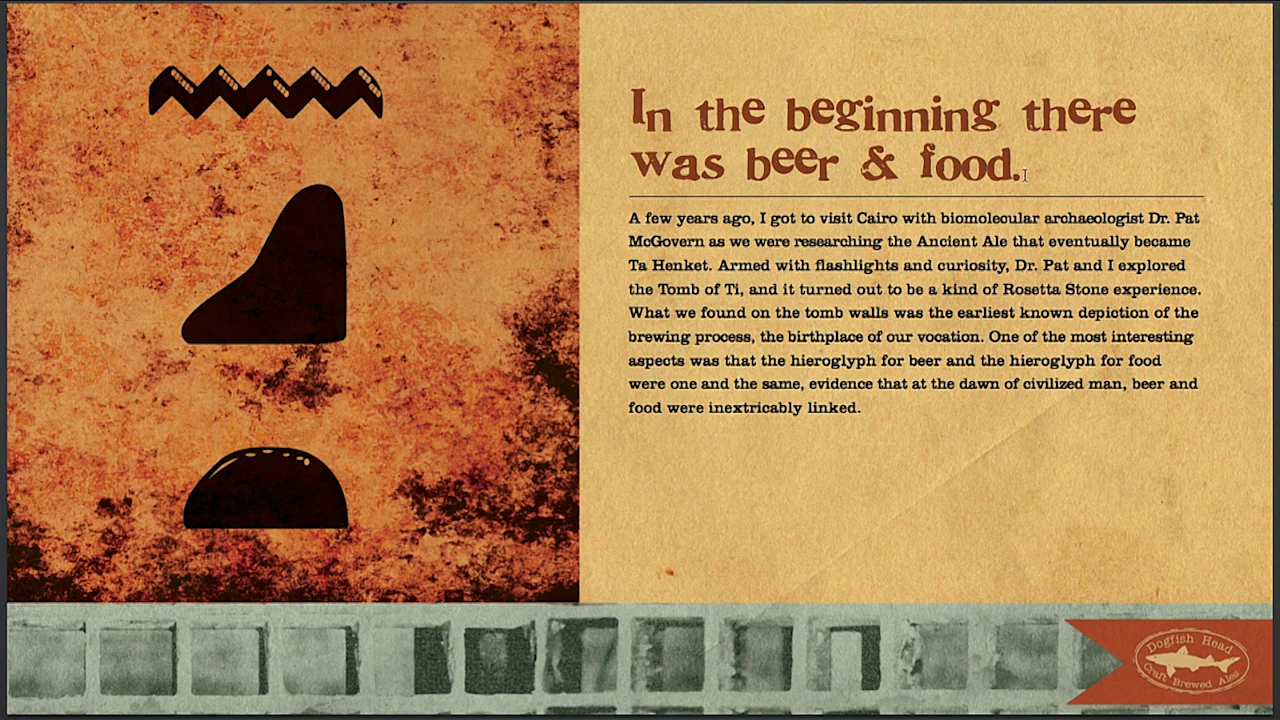 In the beginning there
was beer & food.
A few years ago, I got to visit Cairo with biomolecular archaeologist Dr. Pat
McGovern as we were researching the Ancient Ale that eventually became
Ta Henket. Armed with flashlights and curiosity, Dr. Pat and I explored
the Tomb of Ti, and it turned out to be a kind of Rosetta Stone experience.
What we found on the tomb walls was the earliest known depiction of the
brewing process, the birthplace of our vocation. One of the most interesting
aspects was that the hieroglyph for beer and the hieroglyph for food
were one and the same, evidence that at the dawn of civilized man, beer and
food were inextricably linked.
Dogfish Head
Craft Brewed Ales